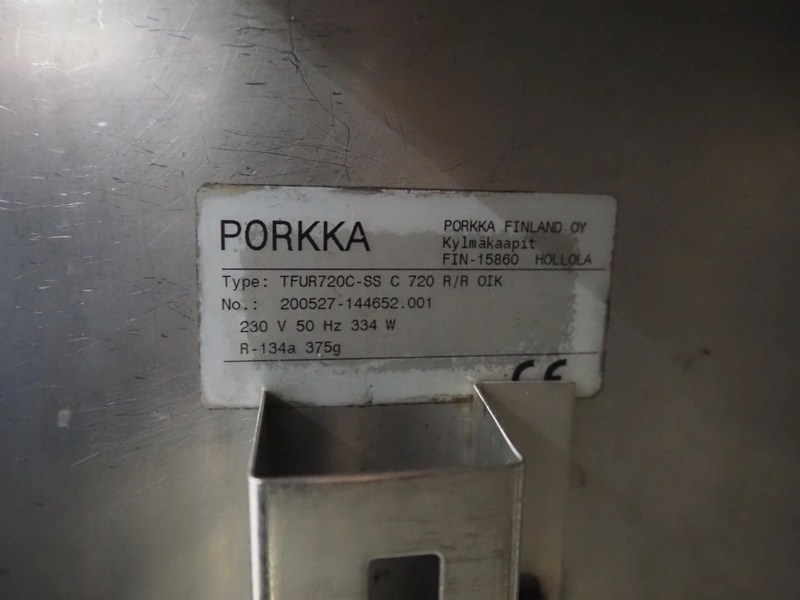 PORKKA
PORKKA FINLAND OY
Kylmäkaapit
FIN-15860 HOLLOLA
Type: TFUR720C-SS C 720 R/R OIK
No.: 200527-144652.001
230 V 50 Hz 334 W
R-134a 375g
CE